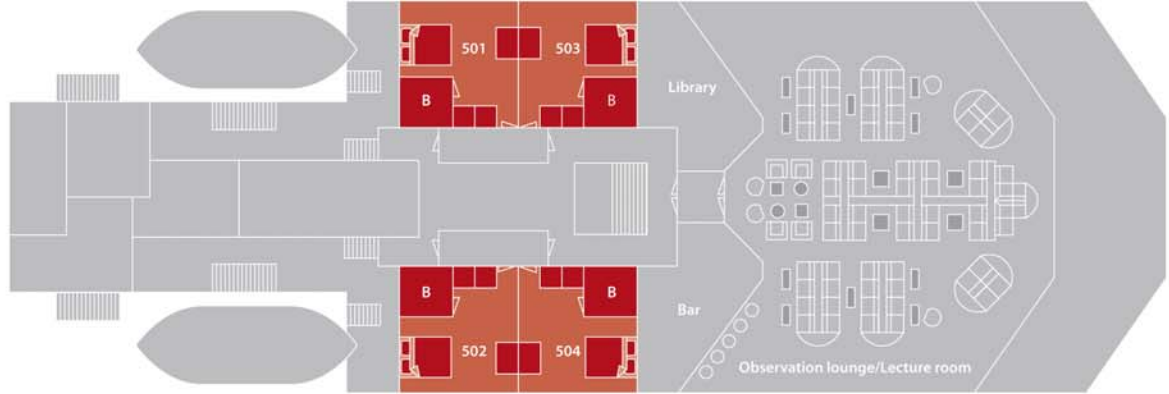 501 503
B B
Library
B B
Bar
502 504
Observation lounge/Lecture room